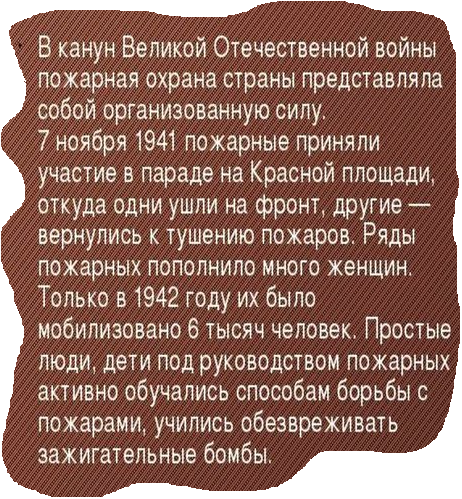 В канун Великой Отечественной войны
пожарная охрана страны представляла
собой организованную силу.
7 ноября 1941 пожарные приняли
участие в параде на Красной площади,
откуда одни ушли на фронт, другие —
вернулись к тушению пожаров. Ряды
пожарных пополнило много женщин.
Только в 1942 году их было
мобилизовано 6 тысяч человек. Простые
люди, дети под руководством пожарных
активно обучались способам борьбы с
пожарами, учились обезвреживать
зажигательные бомбы.